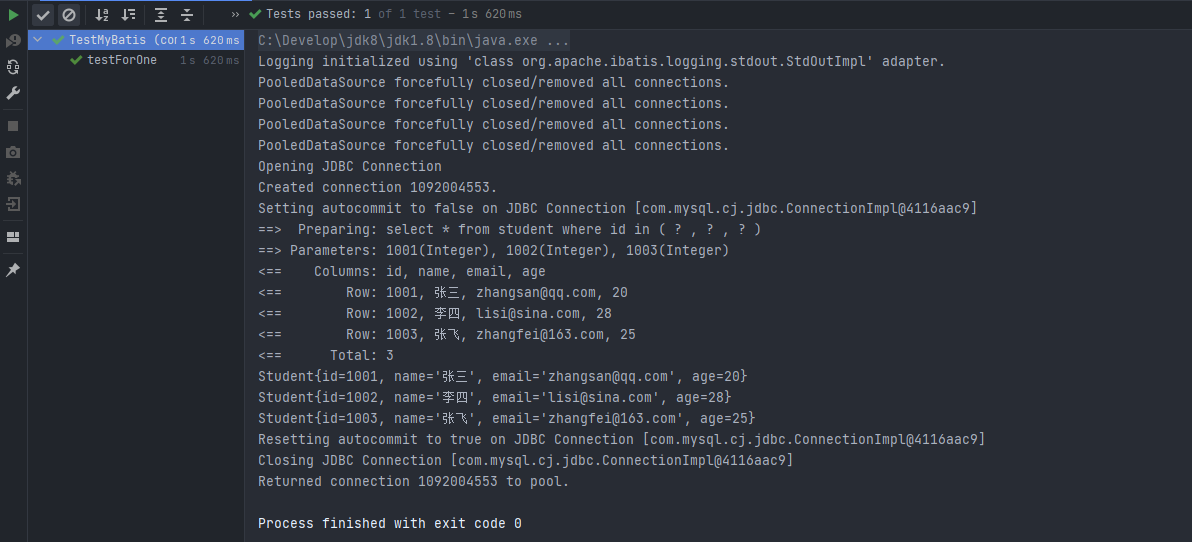 Tests passed: 1 of 1 test – 1 s 620 ms
TestMyBatis (com 1 s 620 ms
testForOne 1 s 620 ms
C:\Develop\jdk8\jdk1.8\bin\java.exe ...
Logging initialized using 'class org.apache.ibatis.logging.stdout.StdOutImpl' adapter.
PooledDataSource forcefully closed/removed all connections.
PooledDataSource forcefully closed/removed all connections.
PooledDataSource forcefully closed/removed all connections.
PooledDataSource forcefully closed/removed all connections.
Opening JDBC Connection
Created connection 1092004553.
Setting autocommit to false on JDBC Connection [com.mysql.cj.jdbc.ConnectionImpl@4116aac9]
==>  Preparing: select * from student where id in ( ? , ? , ? )
==> Parameters: 1001(Integer), 1002(Integer), 1003(Integer)
<==    Columns: id, name, email, age
<==        Row: 1001, 张三, zhangsan@qq.com, 20
<==        Row: 1002, 李四, lisi@sina.com, 28
<==        Row: 1003, 张飞, zhangfei@163.com, 25
<==      Total: 3
Student{id=1001, name='张三', email='zhangsan@qq.com', age=20}
Student{id=1002, name='李四', email='lisi@sina.com', age=28}
Student{id=1003, name='张飞', email='zhangfei@163.com', age=25}
Resetting autocommit to true on JDBC Connection [com.mysql.cj.jdbc.ConnectionImpl@4116aac9]
Closing JDBC Connection [com.mysql.cj.jdbc.ConnectionImpl@4116aac9]
Returned connection 1092004553 to pool.
Process finished with exit code 0